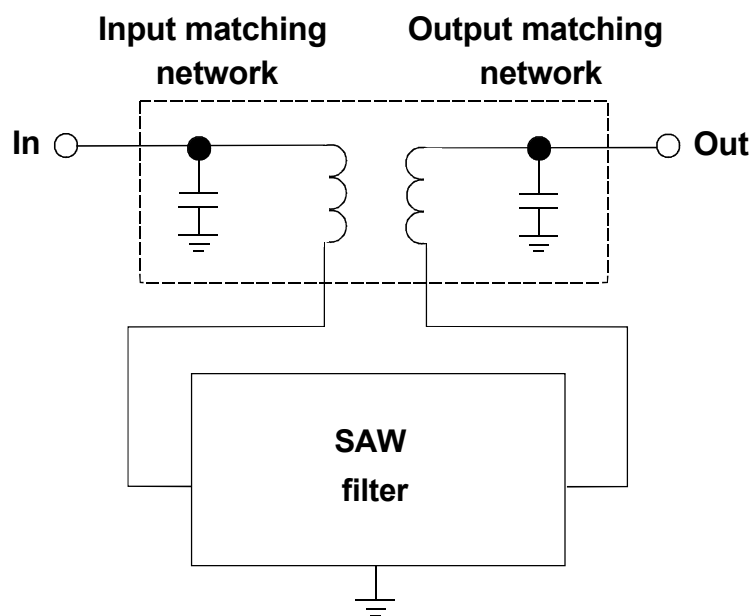 Input matching
network
Output matching
network
In
Out
SAW
filter